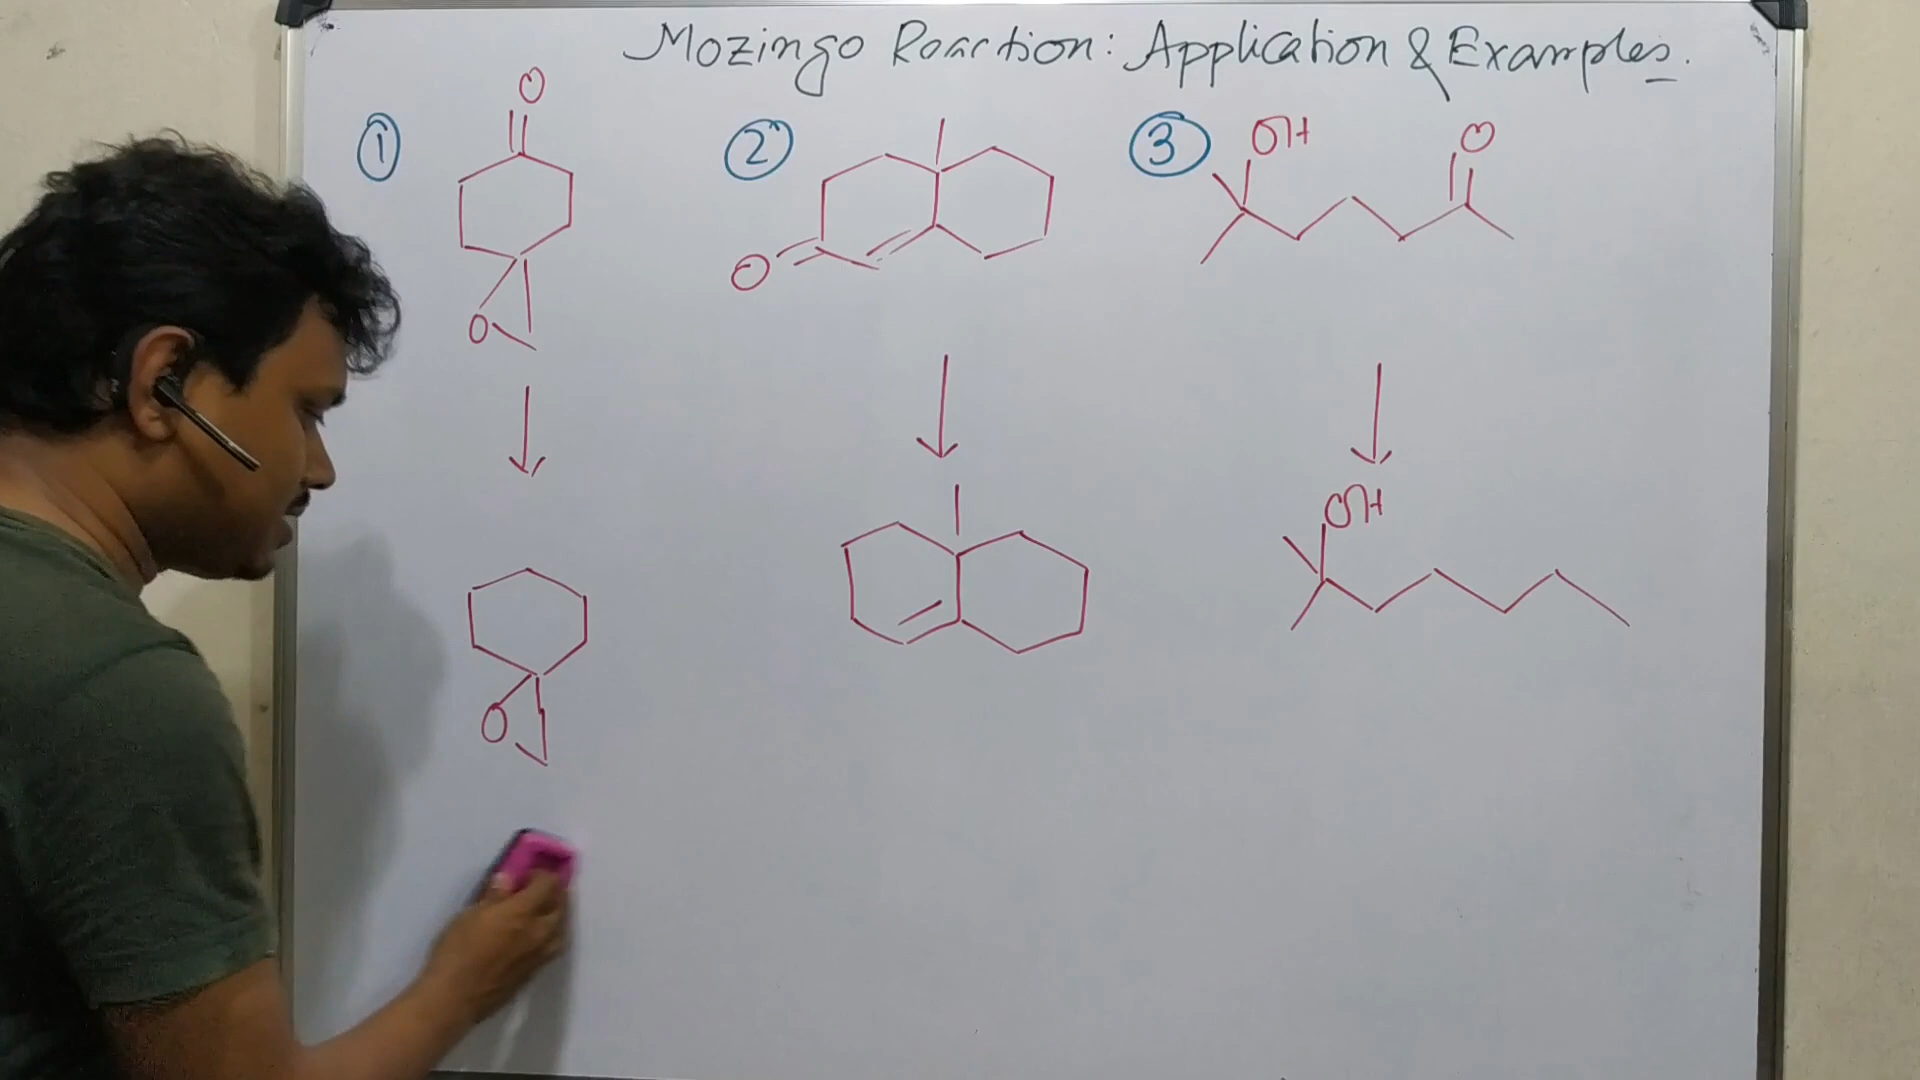 Mozingo Reaction: Application & Examples.
O
① ② ③ OH O
O
O
OH
O